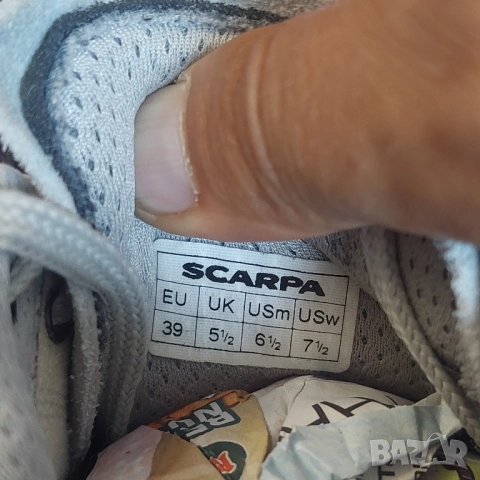 SCARPA
EU UK USm USw
39 5½ 6½ 7½
BAZAR